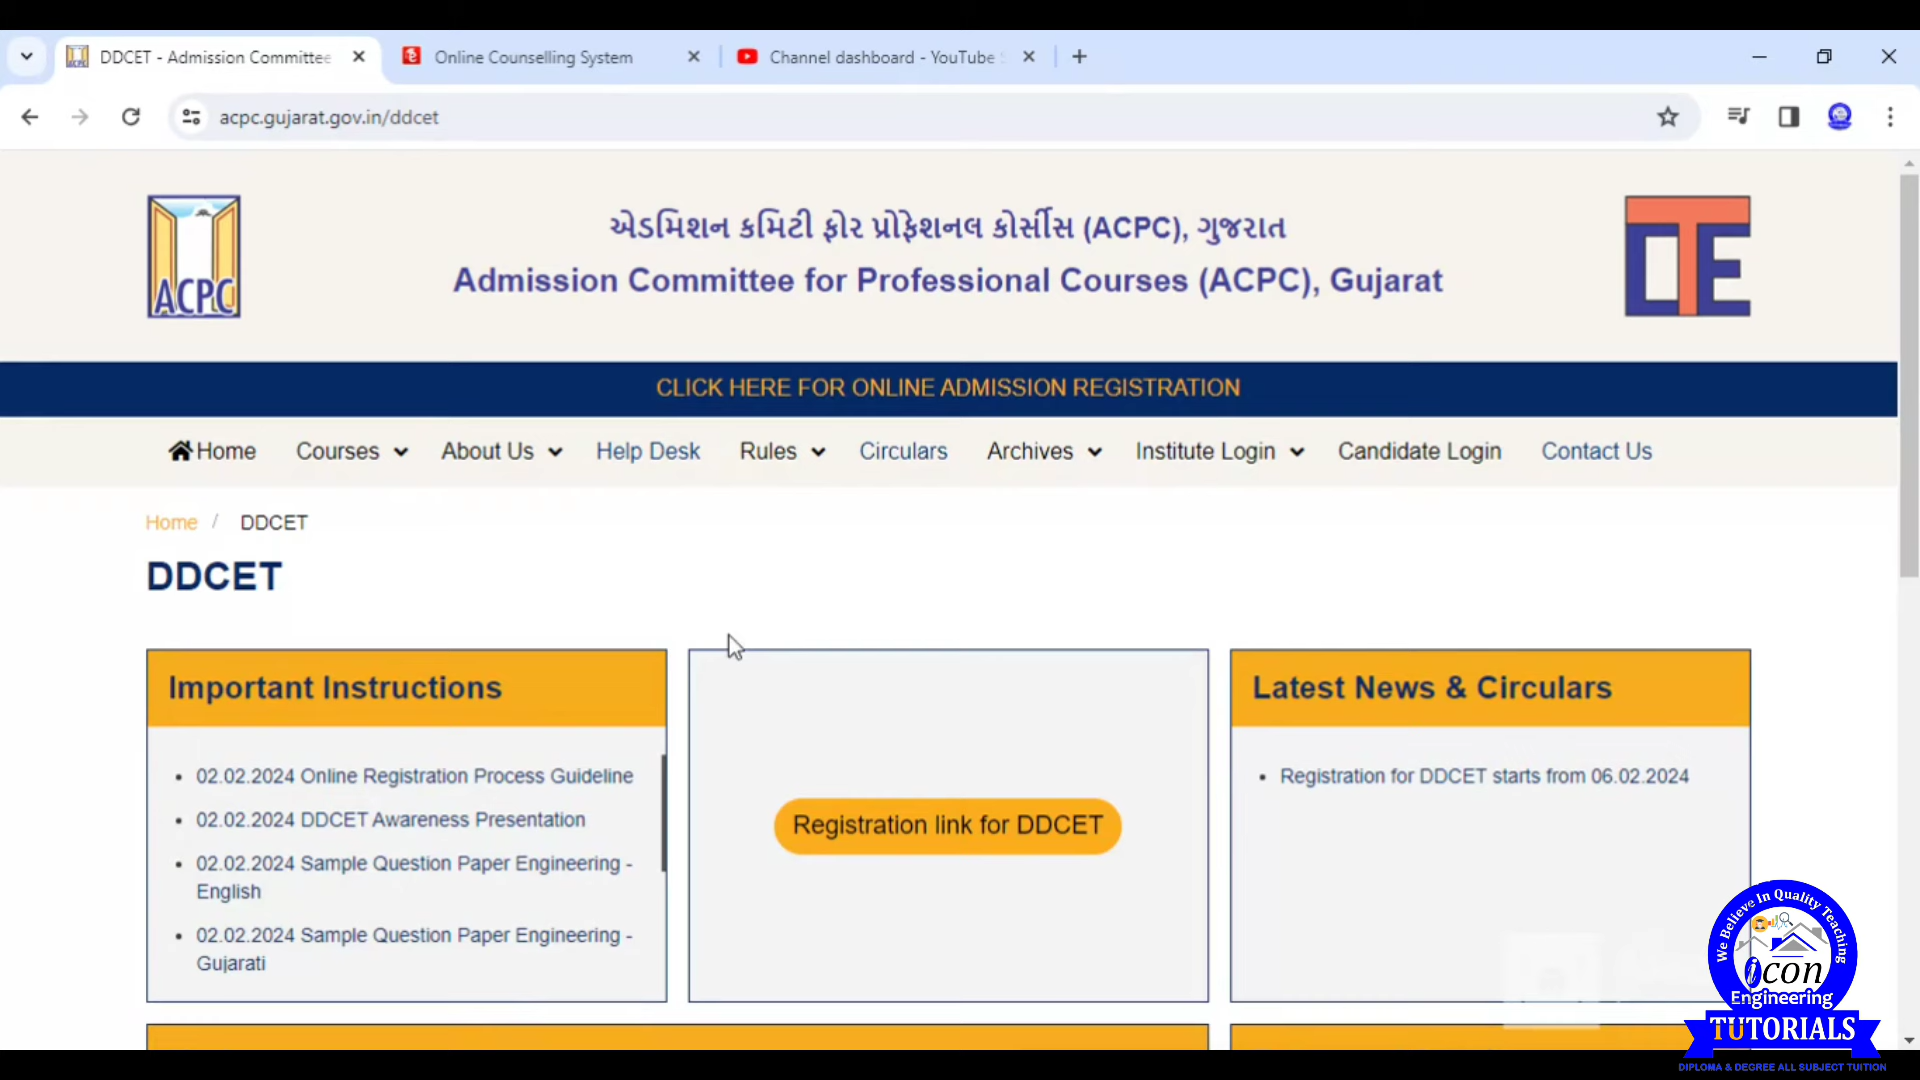 DDCET - Admission Committee
Online Counselling System
Channel dashboard - YouTube S
acpc.gujarat.gov.in/ddcet
ACPC
એડમિશન કમિટી ફોર પ્રોફેશનલ કોર્સીસ (ACPC), ગુજરાત
Admission Committee for Professional Courses (ACPC), Gujarat
DTE
CLICK HERE FOR ONLINE ADMISSION REGISTRATION
Home Courses About Us Help Desk Rules Circulars Archives Institute Login Candidate Login Contact Us
Home / DDCET
DDCET
Important Instructions
02.02.2024 Online Registration Process Guideline
02.02.2024 DDCET Awareness Presentation
02.02.2024 Sample Question Paper Engineering -
English
02.02.2024 Sample Question Paper Engineering -
Gujarati
Registration link for DDCET
Latest News & Circulars
Registration for DDCET starts from 06.02.2024
We Believe In Quality Teaching
icon
Engineering
TUTORIALS
DIPLOMA & DEGREE ALL SUBJECT TUITION